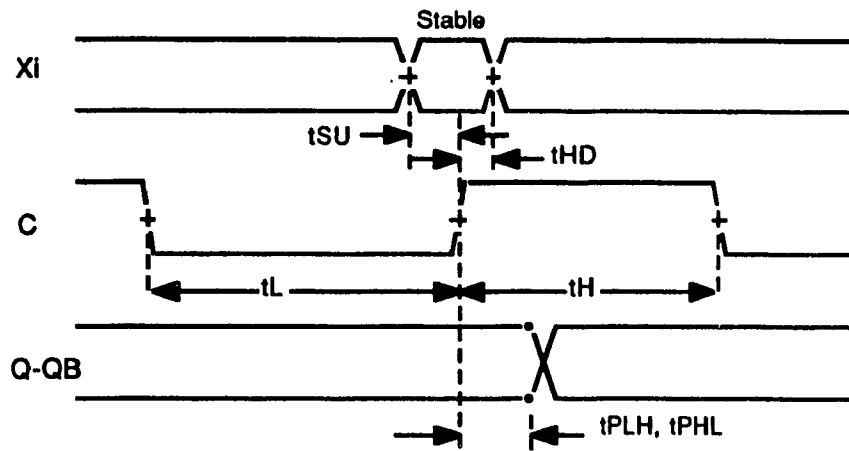 Stable
Xi
tSU
tHD
C
tL
tH
Q-QB
tPLH, tPHL